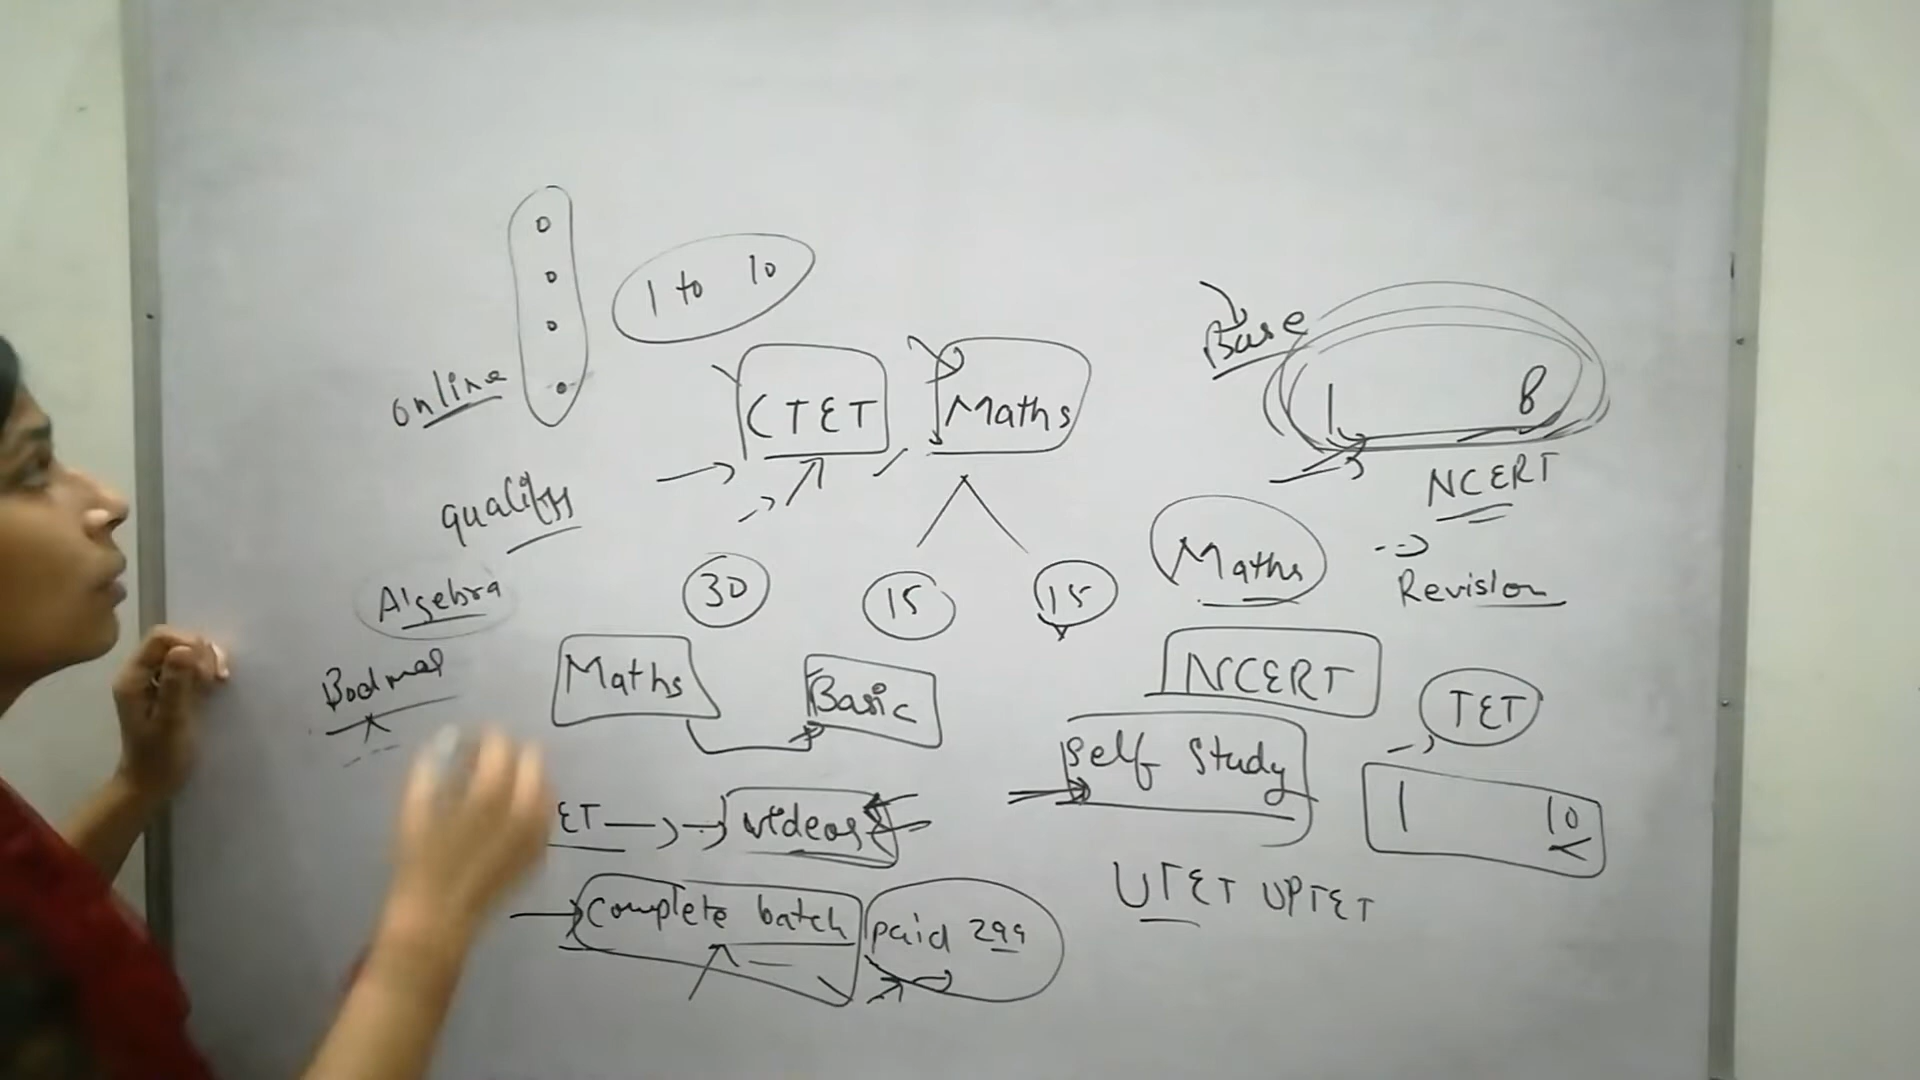 1 to 10
online
CTET Maths
Base
1 8
NCERT
qualify
30 15 15
Maths
Revision
Algebra
Maths Basic
NCERT
TET
Self Study
1 10
ET videos
UTET UPTET
Complete batch paid 299